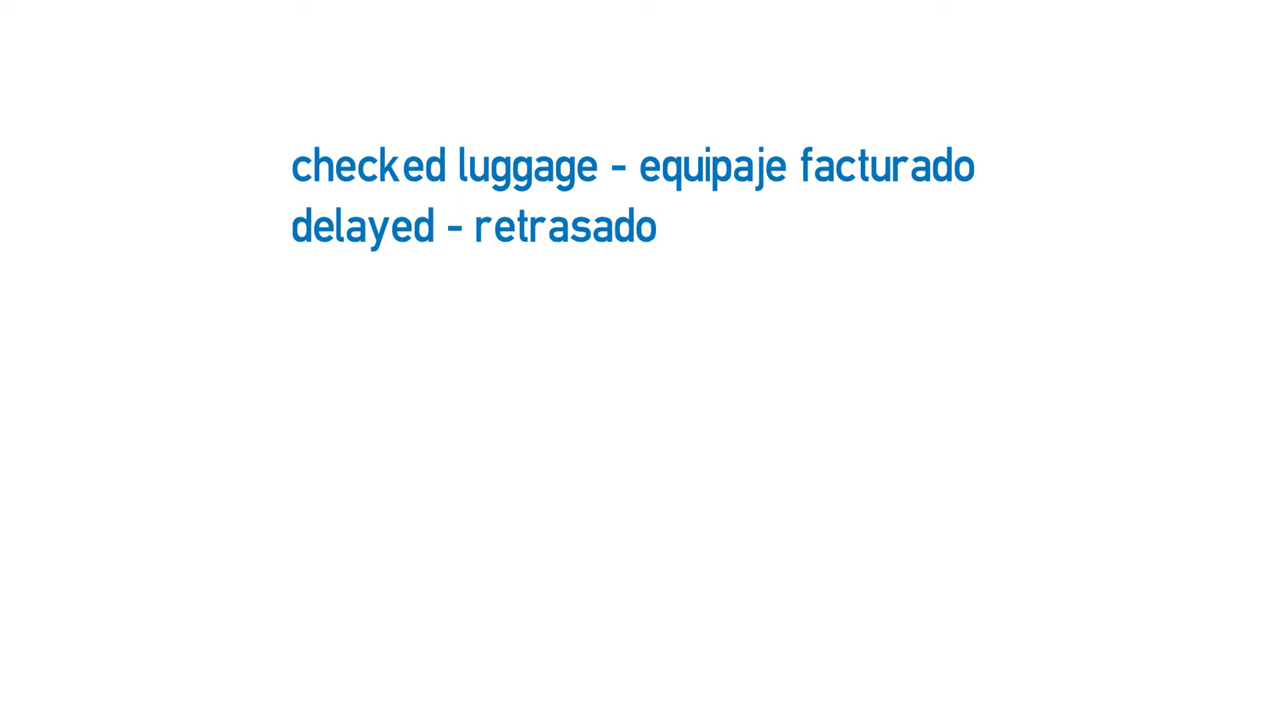 checked luggage - equipaje facturado
delayed - retrasado